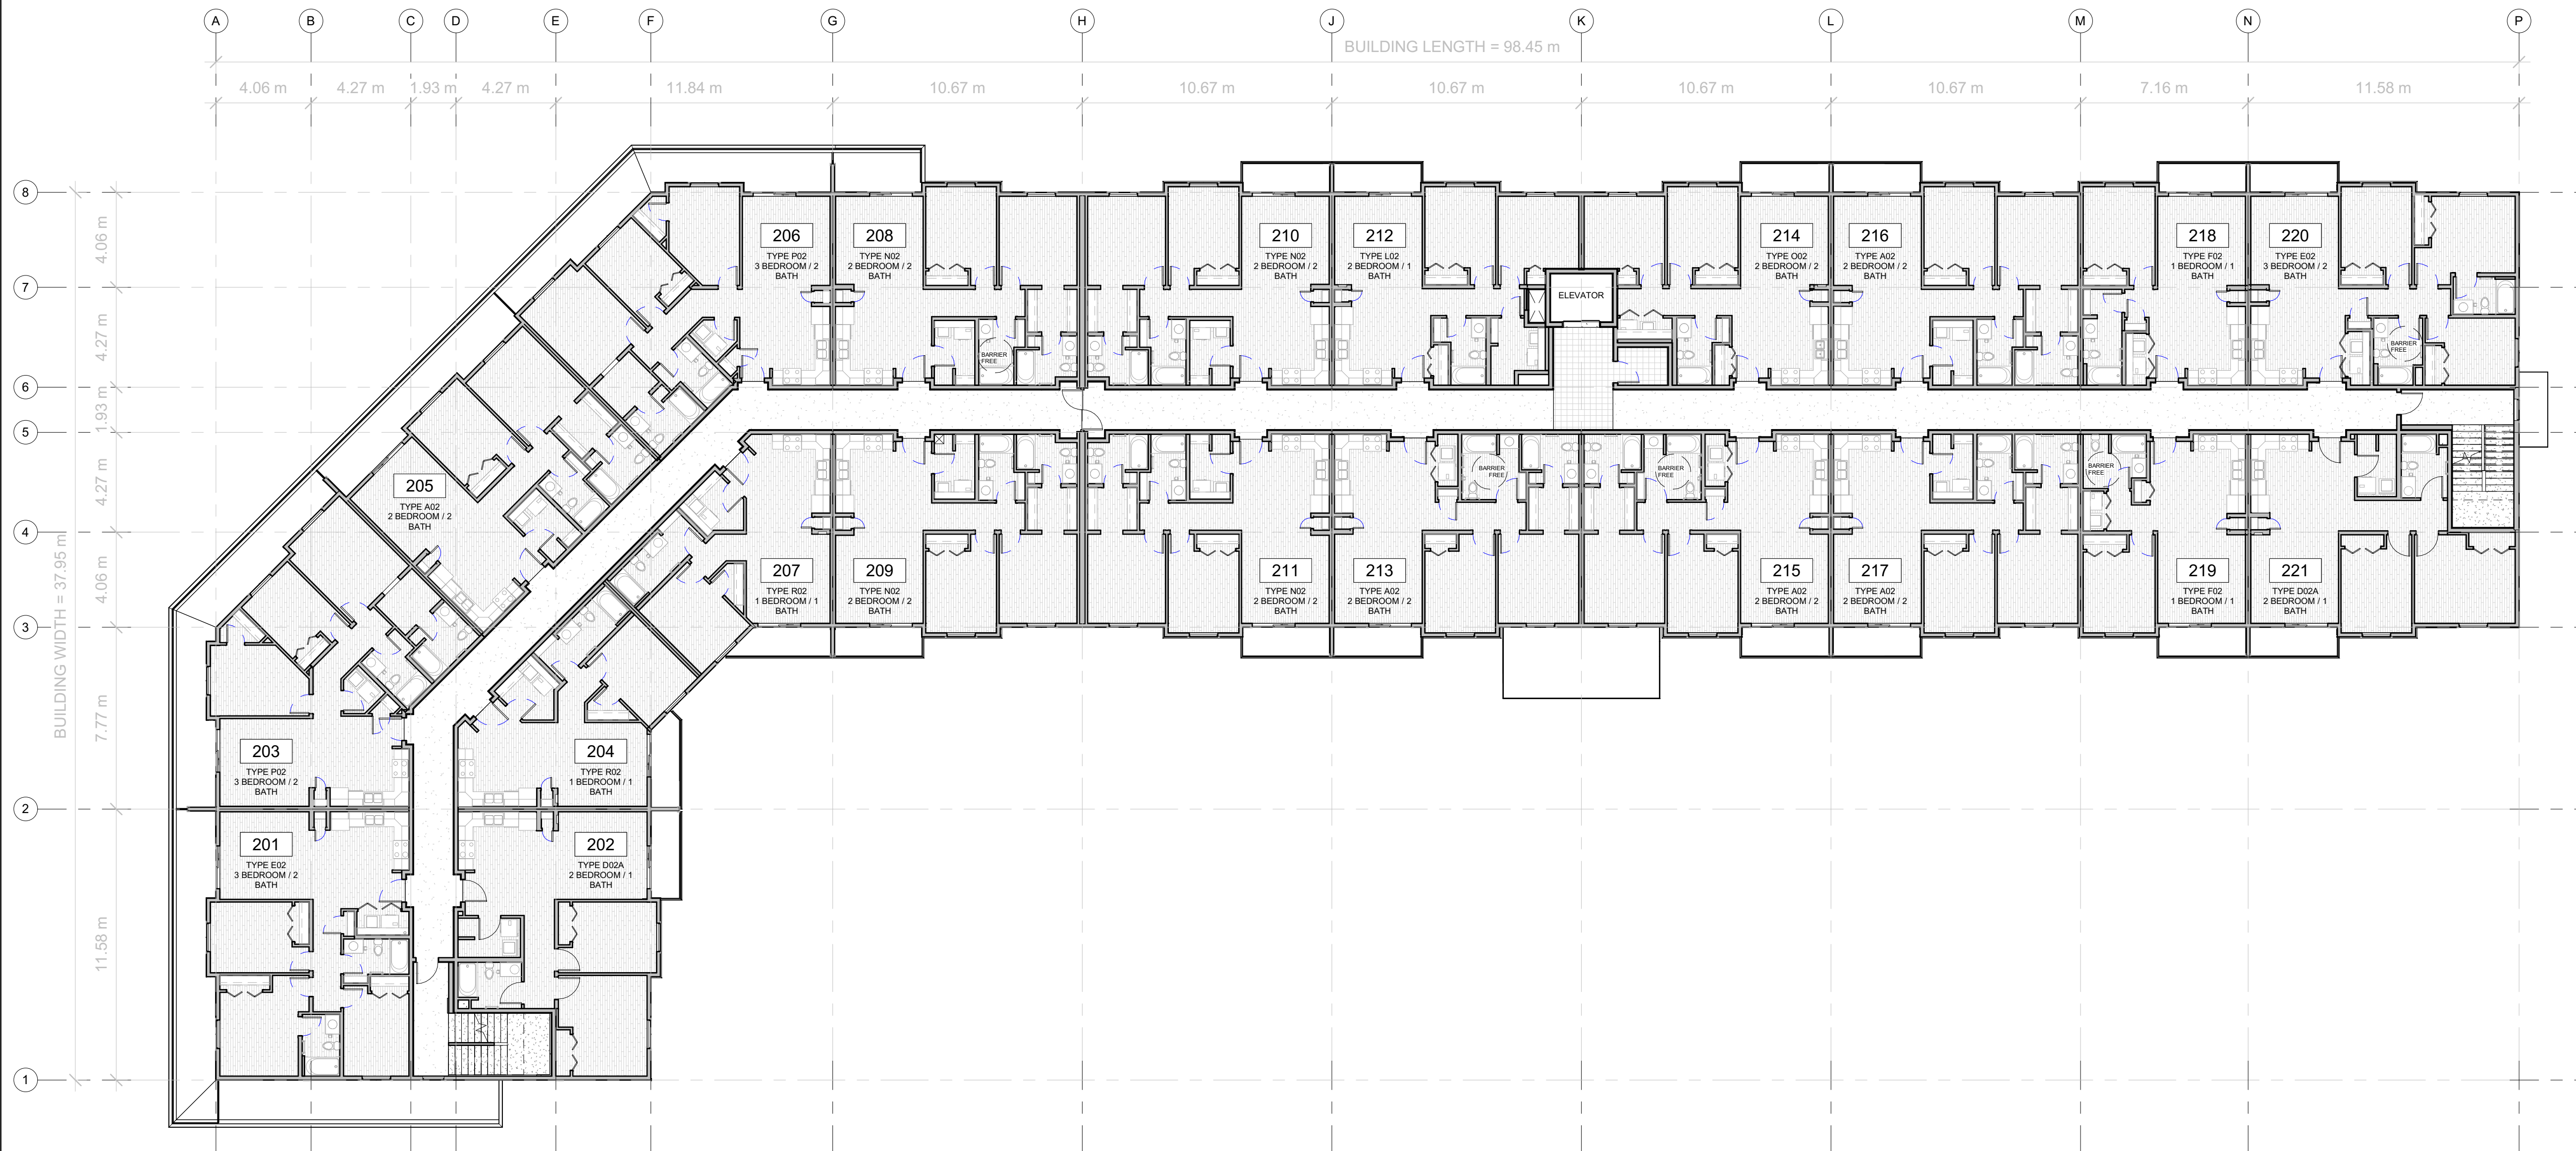 A B C D E F G H J K L M N P
BUILDING LENGTH = 98.45 m
4.06 m 4.27 m 1.93 m 4.27 m 11.84 m 10.67 m 10.67 m 10.67 m 10.67 m 10.67 m 7.16 m 11.58 m
8
4.06 m
7
4.27 m
6
1.93 m
5
4.27 m
4
4.06 m
3
7.77 m
2
11.58 m
1
BUILDING WIDTH = 37.95 m
206
TYPE P02
3 BEDROOM / 2
BATH
208
TYPE N02
2 BEDROOM / 2
BATH
BARRIER
FREE
210
TYPE N02
2 BEDROOM / 2
BATH
212
TYPE L02
2 BEDROOM / 1
BATH
ELEVATOR
214
TYPE O02
2 BEDROOM / 2
BATH
216
TYPE A02
2 BEDROOM / 2
BATH
218
TYPE F02
1 BEDROOM / 1
BATH
220
TYPE E02
3 BEDROOM / 2
BATH
BARRIER
FREE
205
TYPE A02
2 BEDROOM / 2
BATH
207
TYPE R02
1 BEDROOM / 1
BATH
209
TYPE N02
2 BEDROOM / 2
BATH
211
TYPE N02
2 BEDROOM / 2
BATH
213
TYPE A02
2 BEDROOM / 2
BATH
BARRIER
FREE
BARRIER
FREE
215
TYPE A02
2 BEDROOM / 2
BATH
217
TYPE A02
2 BEDROOM / 2
BATH
BARRIER
FREE
219
TYPE F02
1 BEDROOM / 1
BATH
221
TYPE D02A
2 BEDROOM / 1
BATH
203
TYPE P02
3 BEDROOM / 2
BATH
204
TYPE R02
1 BEDROOM / 1
BATH
201
TYPE E02
3 BEDROOM / 2
BATH
202
TYPE D02A
2 BEDROOM / 1
BATH